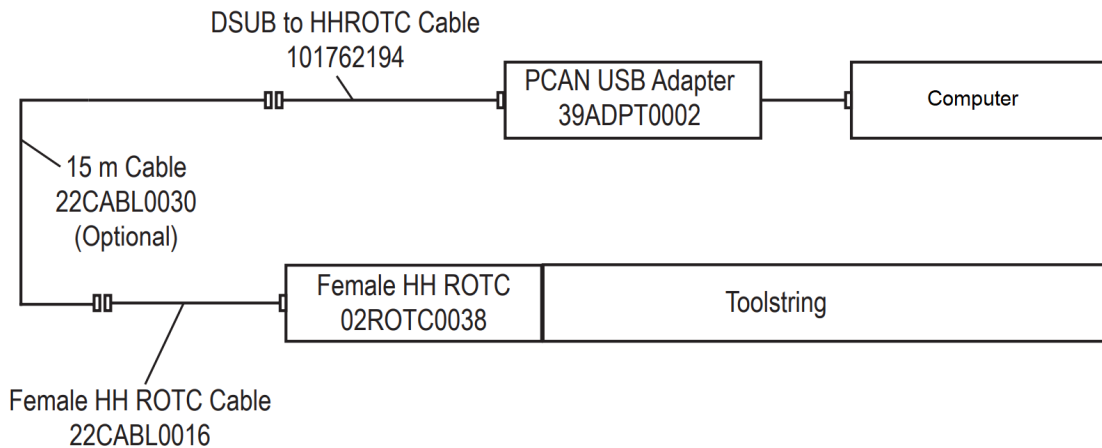 DSUB to HHROTC Cable
101762194
PCAN USB Adapter
39ADPT0002
Computer
15 m Cable
22CABL0030
(Optional)
Female HH ROTC
02ROTC0038
Toolstring
Female HH ROTC Cable
22CABL0016